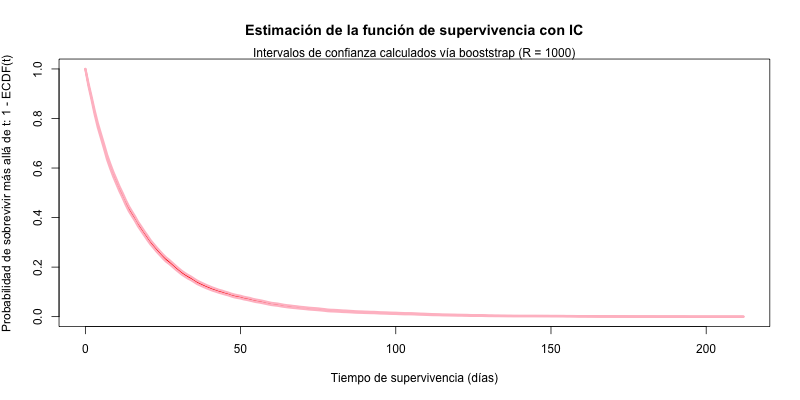 Estimación de la función de supervivencia con IC
Intervalos de confianza calculados vía booststrap (R = 1000)
Probabilidad de sobrevivir más allá de t: 1 - ECDF(t)
1.0
0.8
0.6
0.4
0.2
0.0
0
50
100
150
200
Tiempo de supervivencia (días)